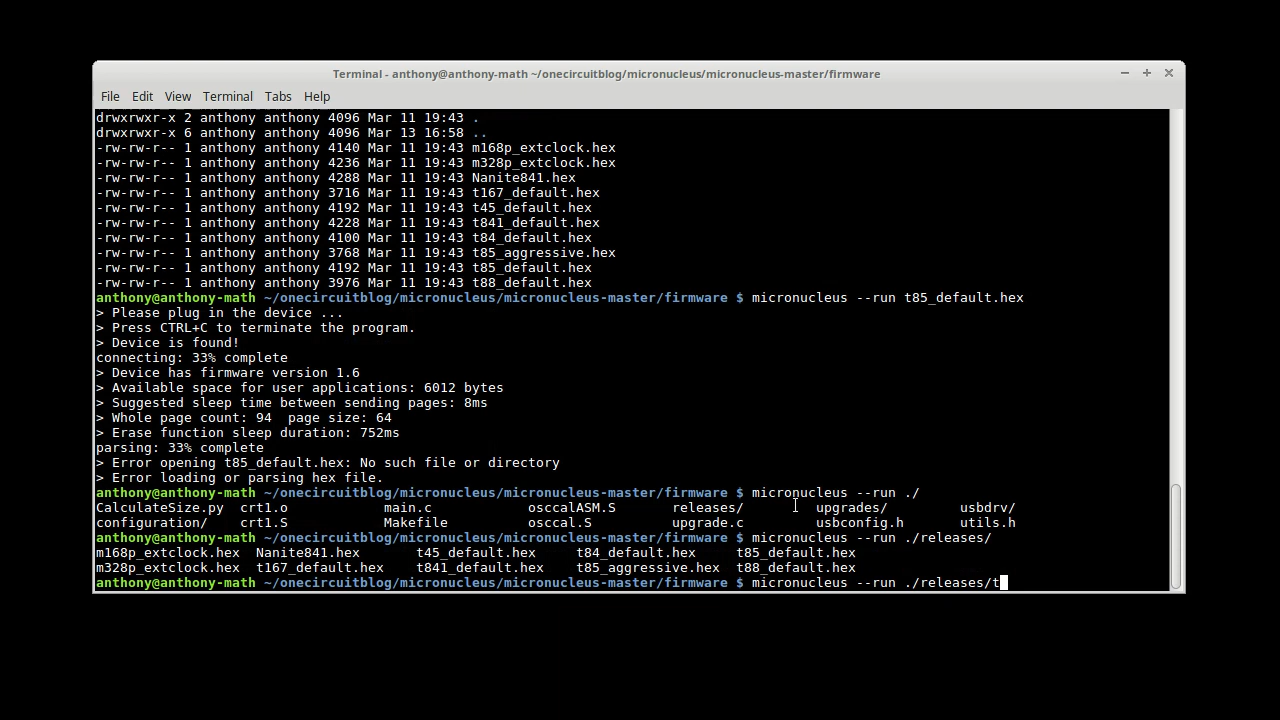 Terminal - anthony@anthony-math ~/onecircuitblog/micronucleus/micronucleus-master/firmware
File Edit View Terminal Tabs Help
drwxrwxr-x 2 anthony anthony 4096 Mar 11 19:43 .
drwxrwxr-x 6 anthony anthony 4096 Mar 13 16:58 ..
-rw-rw-r-- 1 anthony anthony 4140 Mar 11 19:43 m168p_extclock.hex
-rw-rw-r-- 1 anthony anthony 4236 Mar 11 19:43 m328p_extclock.hex
-rw-rw-r-- 1 anthony anthony 4288 Mar 11 19:43 Nanite841.hex
-rw-rw-r-- 1 anthony anthony 3716 Mar 11 19:43 t167_default.hex
-rw-rw-r-- 1 anthony anthony 4192 Mar 11 19:43 t45_default.hex
-rw-rw-r-- 1 anthony anthony 4228 Mar 11 19:43 t841_default.hex
-rw-rw-r-- 1 anthony anthony 4100 Mar 11 19:43 t84_default.hex
-rw-rw-r-- 1 anthony anthony 3768 Mar 11 19:43 t85_aggressive.hex
-rw-rw-r-- 1 anthony anthony 4192 Mar 11 19:43 t85_default.hex
-rw-rw-r-- 1 anthony anthony 3976 Mar 11 19:43 t88_default.hex
anthony@anthony-math ~/onecircuitblog/micronucleus/micronucleus-master/firmware $ micronucleus --run t85_default.hex
> Please plug in the device ...
> Press CTRL+C to terminate the program.
> Device is found!
connecting: 33% complete
> Device has firmware version 1.6
> Available space for user applications: 6012 bytes
> Suggested sleep time between sending pages: 8ms
> Whole page count: 94  page size: 64
> Erase function sleep duration: 752ms
parsing: 33% complete
> Error opening t85_default.hex: No such file or directory
> Error loading or parsing hex file.
anthony@anthony-math ~/onecircuitblog/micronucleus/micronucleus-master/firmware $ micronucleus --run ./
CalculateSize.py  crt1.o            main.c            osccalASM.S       releases/         upgrades/         usbdrv/
configuration/    crt1.S            Makefile          osccal.S          upgrade.c         usbconfig.h       utils.h
anthony@anthony-math ~/onecircuitblog/micronucleus/micronucleus-master/firmware $ micronucleus --run ./releases/
m168p_extclock.hex  Nanite841.hex       t45_default.hex     t84_default.hex     t85_default.hex
m328p_extclock.hex  t167_default.hex    t841_default.hex    t85_aggressive.hex  t88_default.hex
anthony@anthony-math ~/onecircuitblog/micronucleus/micronucleus-master/firmware $ micronucleus --run ./releases/t